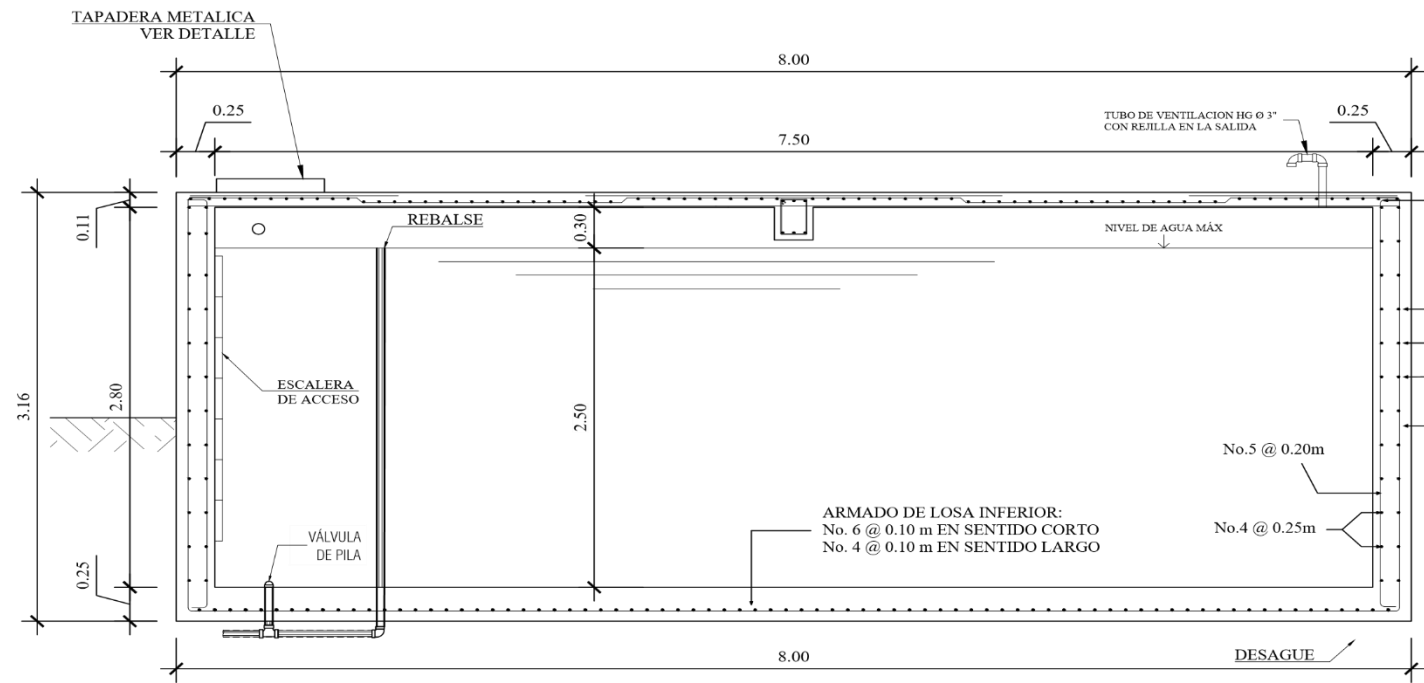 TAPADERA METALICA
VER DETALLE
8.00
0.25
7.50
TUBO DE VENTILACION HG Ø 3"
CON REJILLA EN LA SALIDA
0.25
0.11
REBALSE
0.30
NIVEL DE AGUA MÁX
3.16
2.80
ESCALERA
DE ACCESO
2.50
No.5 @ 0.20m
ARMADO DE LOSA INFERIOR:
No. 6 @ 0.10 m EN SENTIDO CORTO
No. 4 @ 0.10 m EN SENTIDO LARGO
No.4 @ 0.25m
VÁLVULA
DE PILA
0.25
8.00
DESAGUE